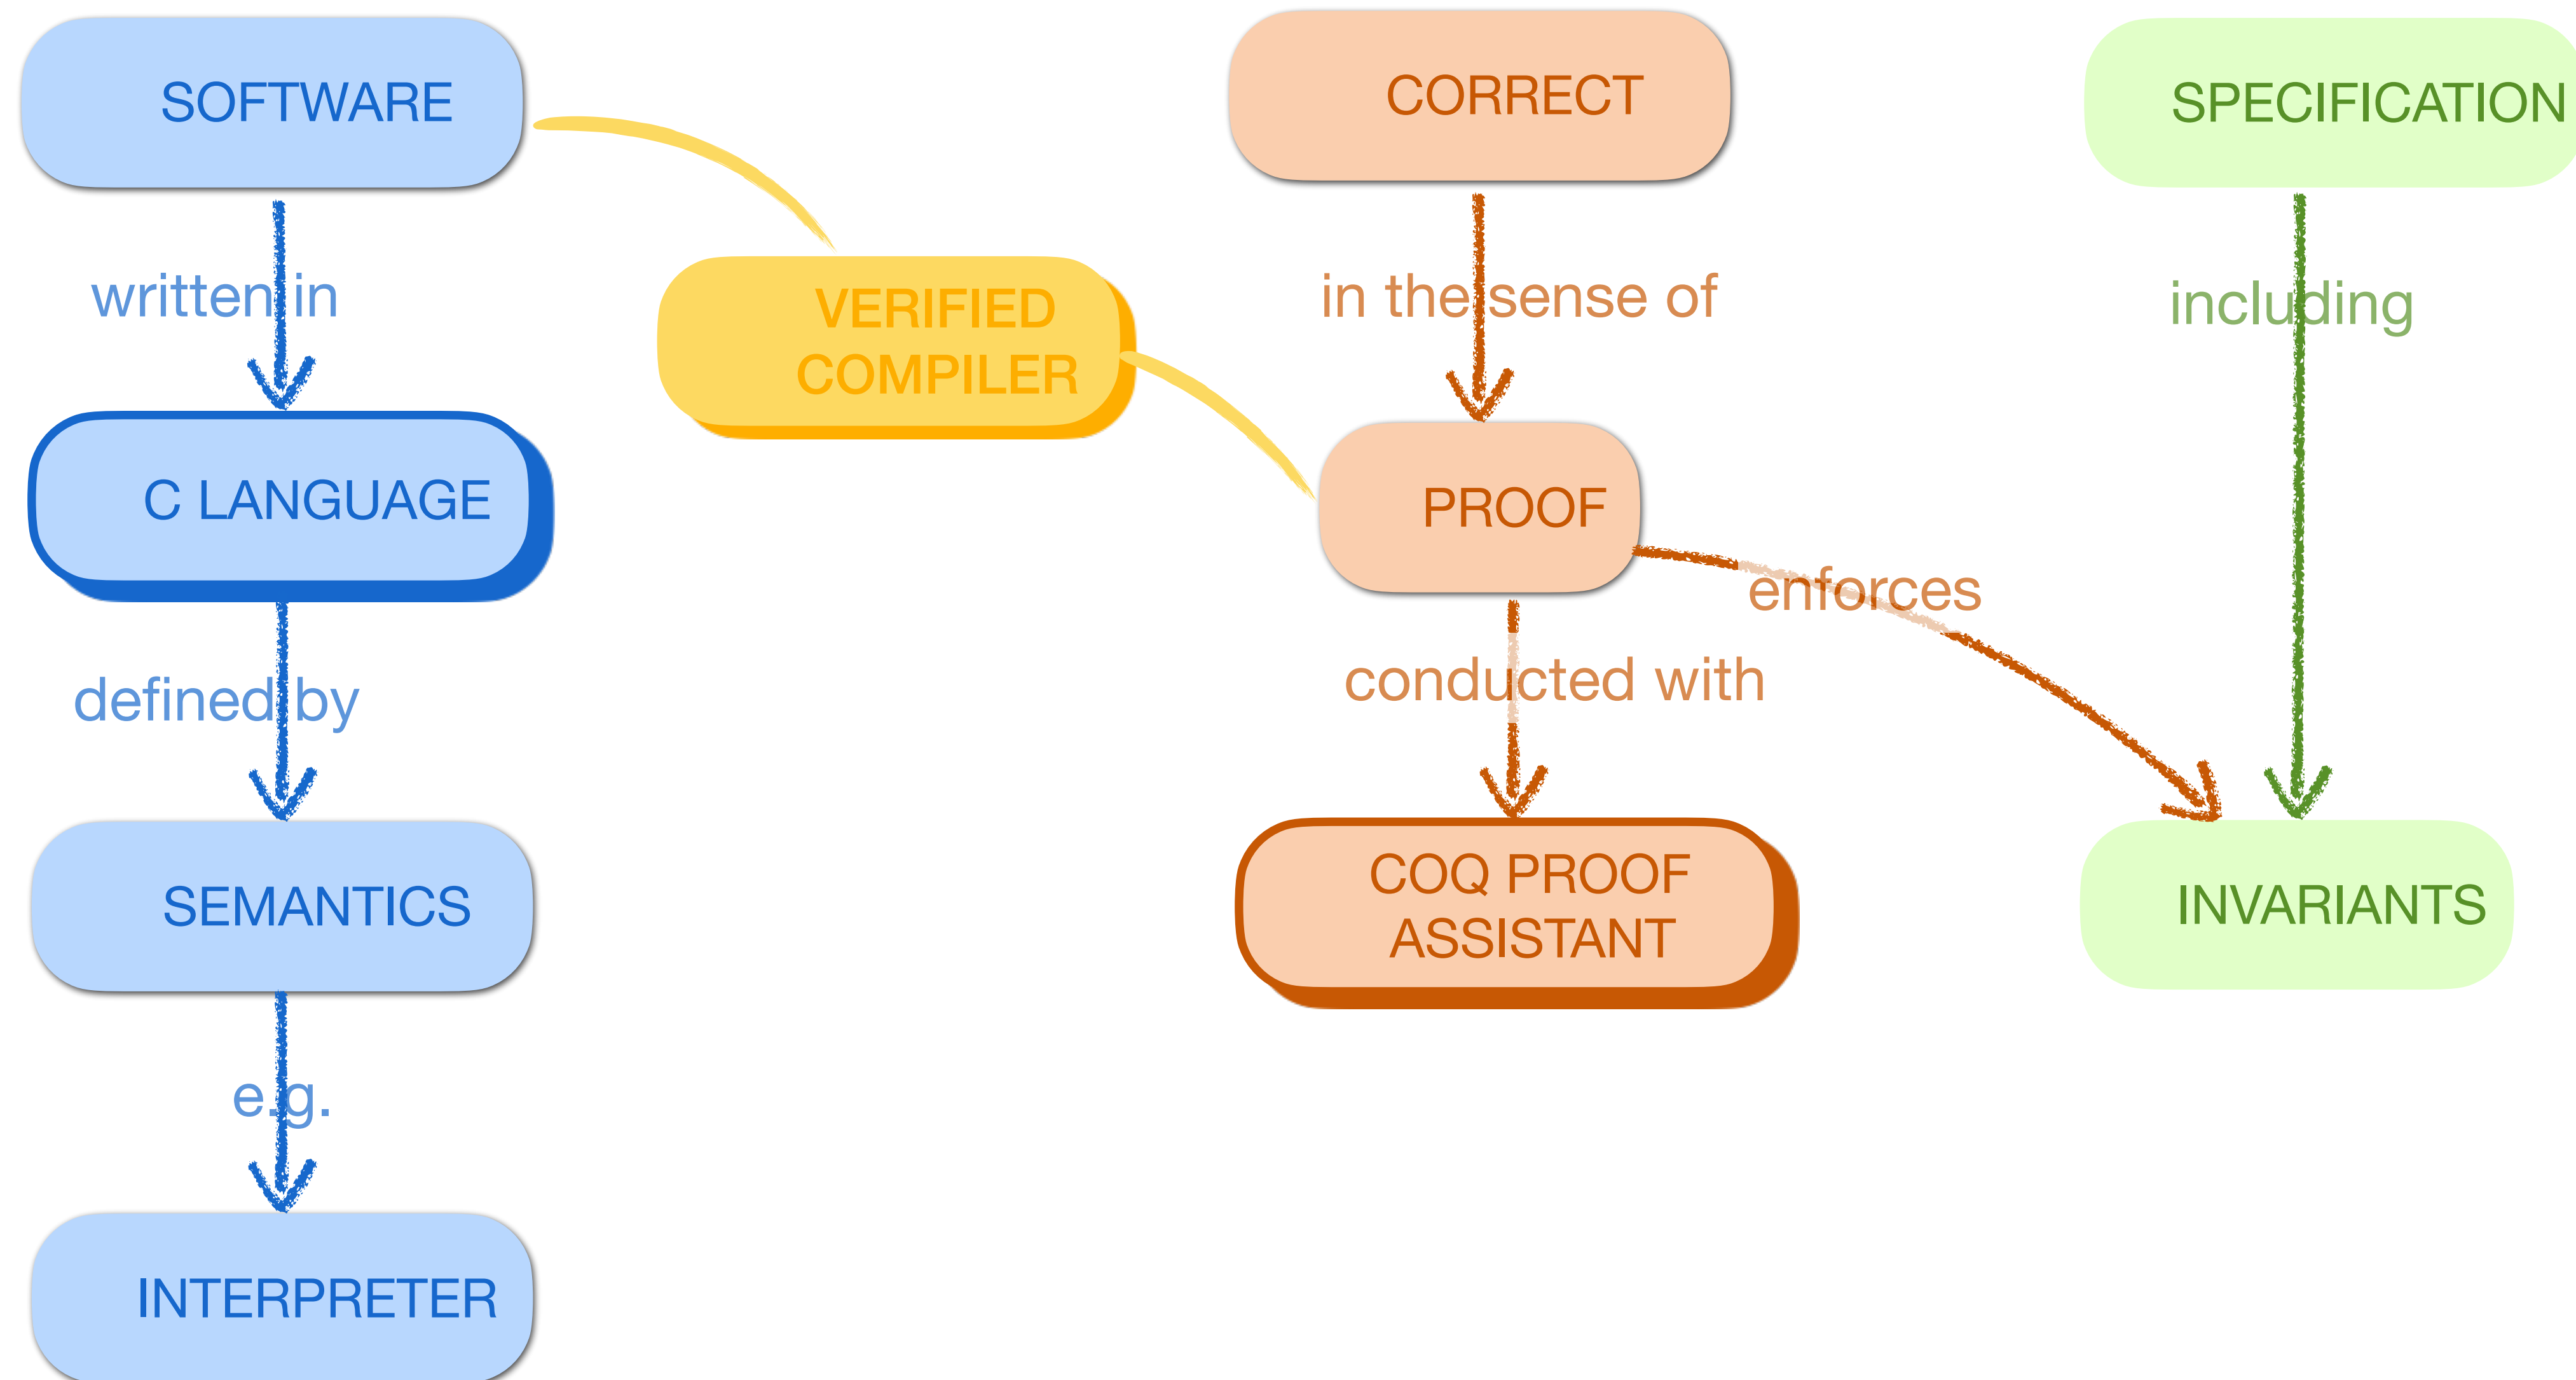 SOFTWARE
CORRECT
SPECIFICATION
written in
in the sense of
including
VERIFIED
COMPILER
C LANGUAGE
PROOF
enforces
defined by
conducted with
SEMANTICS
COQ PROOF
ASSISTANT
INVARIANTS
e.g.
INTERPRETER